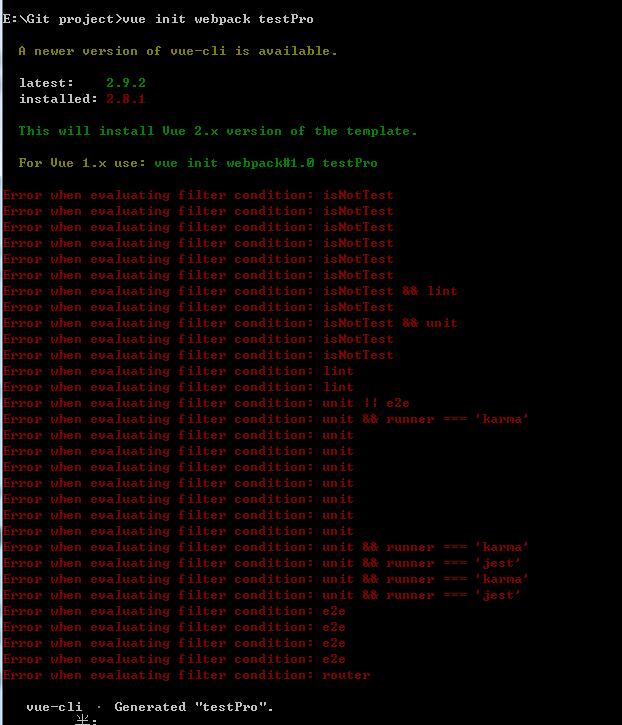 E:\Git project>vue init webpack testPro
A newer version of vue-cli is available.
latest: 2.9.2
installed: 2.8.1
This will install Vue 2.x version of the template.
For Vue 1.x use: vue init webpack#1.0 testPro
Error when evaluating filter condition: isNotTest
Error when evaluating filter condition: isNotTest
Error when evaluating filter condition: isNotTest
Error when evaluating filter condition: isNotTest
Error when evaluating filter condition: isNotTest
Error when evaluating filter condition: isNotTest
Error when evaluating filter condition: isNotTest && lint
Error when evaluating filter condition: isNotTest
Error when evaluating filter condition: isNotTest && unit
Error when evaluating filter condition: isNotTest
Error when evaluating filter condition: isNotTest
Error when evaluating filter condition: lint
Error when evaluating filter condition: lint
Error when evaluating filter condition: unit || e2e
Error when evaluating filter condition: unit && runner === 'karma'
Error when evaluating filter condition: unit
Error when evaluating filter condition: unit
Error when evaluating filter condition: unit
Error when evaluating filter condition: unit
Error when evaluating filter condition: unit
Error when evaluating filter condition: unit
Error when evaluating filter condition: unit
Error when evaluating filter condition: unit && runner === 'karma'
Error when evaluating filter condition: unit && runner === 'jest'
Error when evaluating filter condition: unit && runner === 'karma'
Error when evaluating filter condition: unit && runner === 'jest'
Error when evaluating filter condition: e2e
Error when evaluating filter condition: e2e
Error when evaluating filter condition: e2e
Error when evaluating filter condition: e2e
Error when evaluating filter condition: router
vue-cli · Generated "testPro".